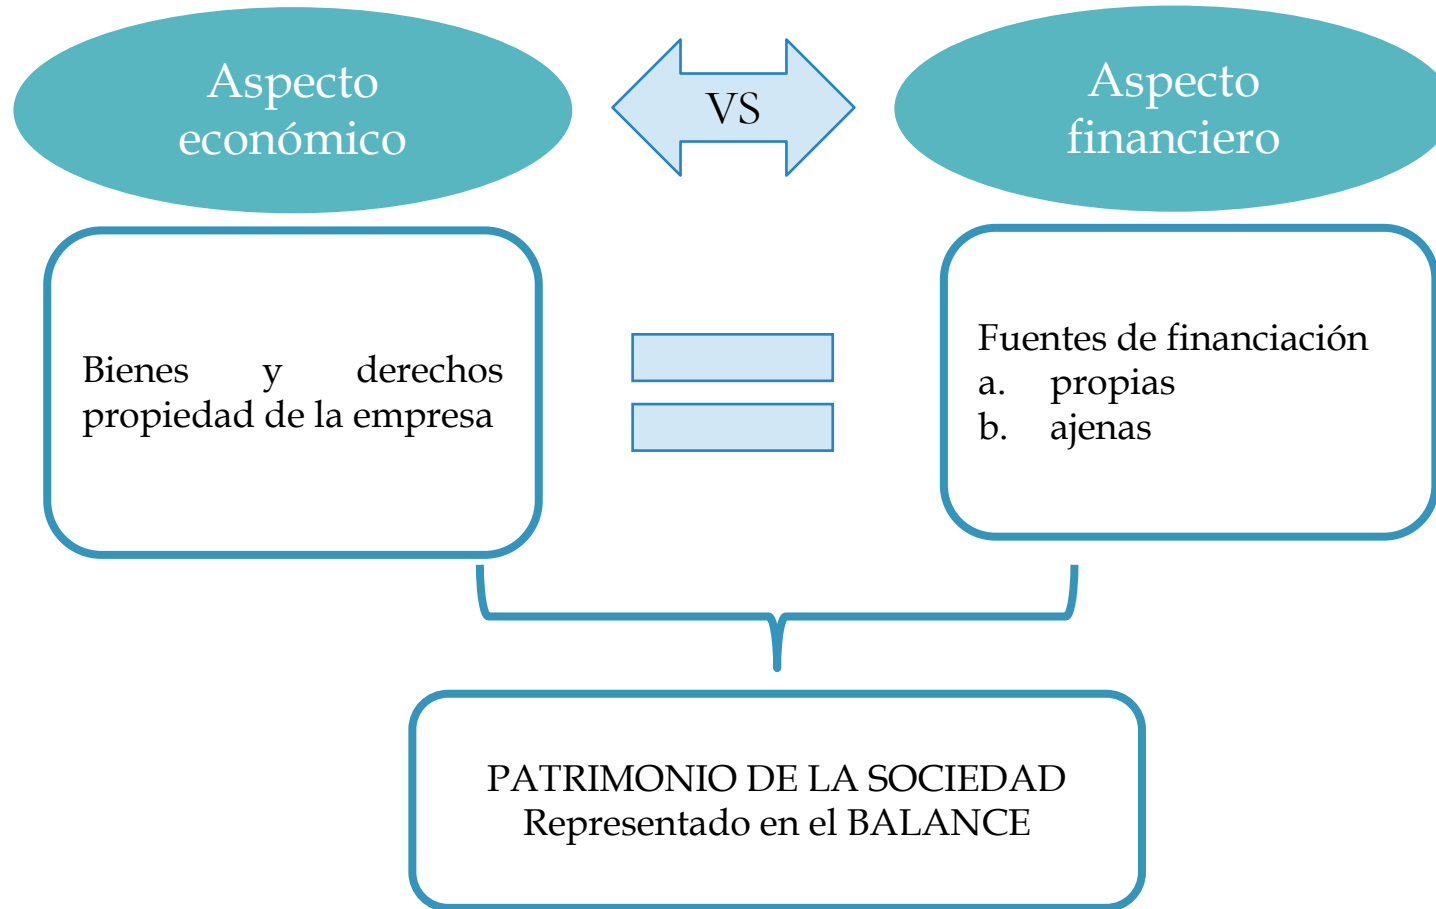 Aspecto
económico
VS
Aspecto
financiero
Bienes y derechos
propiedad de la empresa
Fuentes de financiación
a. propias
b. ajenas
PATRIMONIO DE LA SOCIEDAD
Representado en el BALANCE